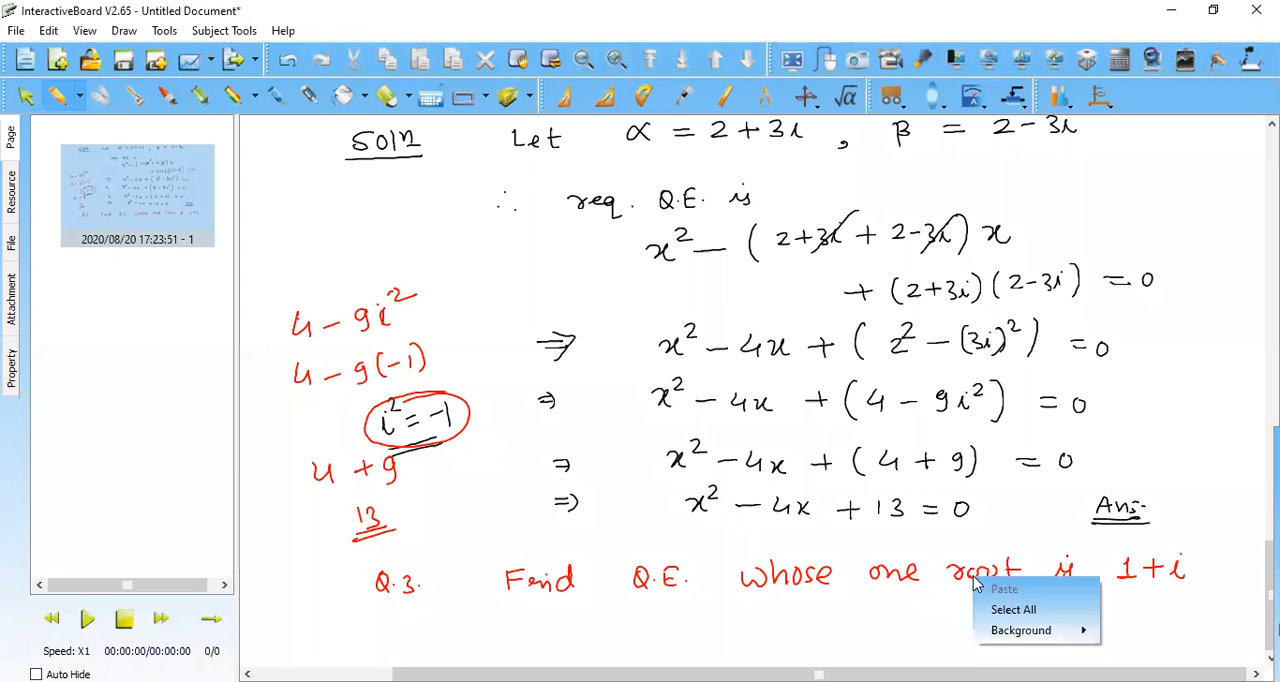 InteractiveBoard V2.65 - Untitled Document*
File Edit View Draw Tools Subject Tools Help
Page
Resource
File
Attachment
Property
2020/08/20 17:23:51 - 1
Speed: X1 00:00:00/00:00:00 0/0
Auto Hide
Soln Let α = 2 + 3i , β = 2 - 3i
∴ req. Q.E. is
x² - ( 2+3i + 2-3i ) x
+ (2+3i) (2-3i) = 0
⇒ x² - 4x + ( 2² - (3i)² ) = 0
⇒ x² - 4x + ( 4 - 9i² ) = 0
⇒ x² - 4x + ( 4 + 9 ) = 0
⇒ x² - 4x + 13 = 0 Ans-
4 - 9i²
4 - 9(-1)
i² = -1
4 + 9
13
Q.3. Find Q.E. whose one root is 1+i
Paste
Select All
Background